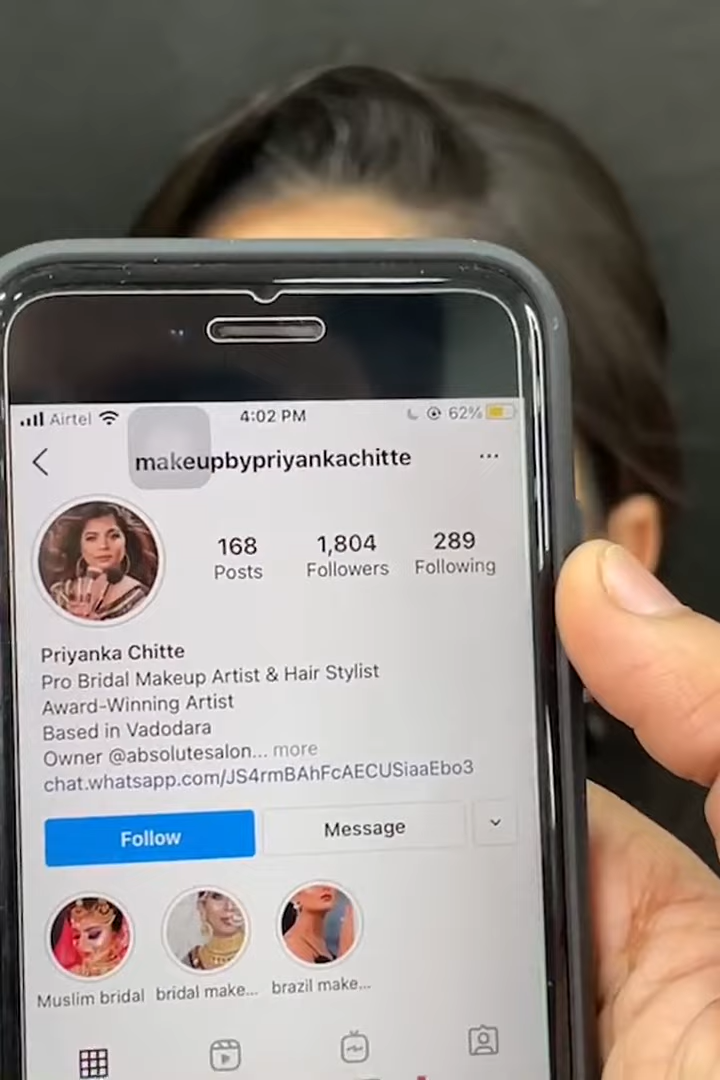 Airtel 4:02 PM 62%
makeupbypriyankachitte
168 1,804 289
Posts Followers Following
Priyanka Chitte
Pro Bridal Makeup Artist & Hair Stylist
Award-Winning Artist
Based in Vadodara
Owner @absolutesalon... more
chat.whatsapp.com/JS4rmBAhFcAECUSiaaEbo3
Follow Message
Muslim bridal bridal make... brazil make...